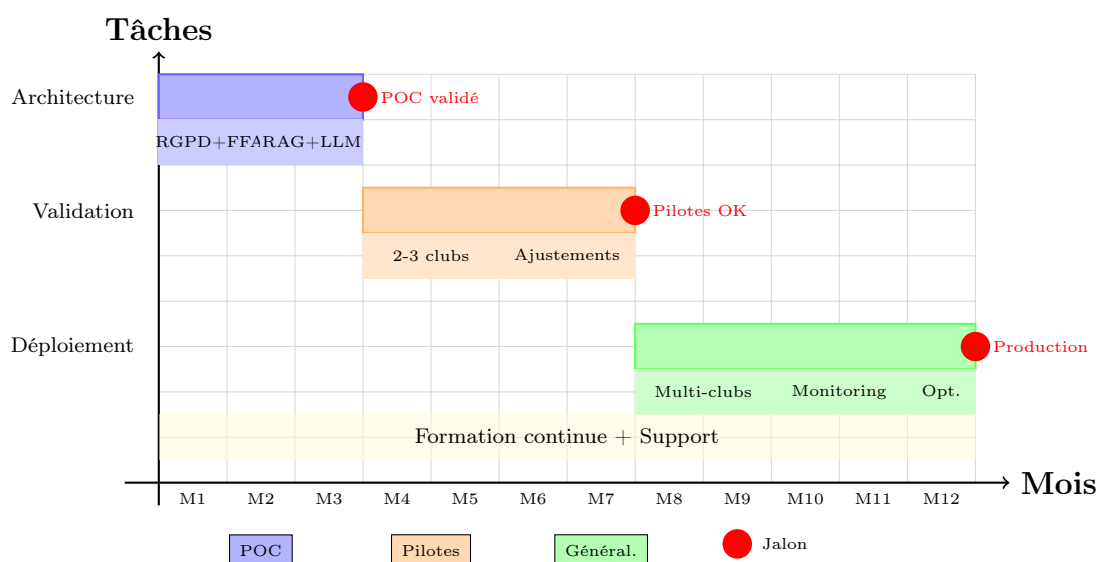 Tâches
Architecture
POC validé
RGPD+FFA
RAG+LLM
Validation
Pilotes OK
2-3 clubs
Ajustements
Déploiement
Production
Multi-clubs
Monitoring
Opt.
Formation continue + Support
Mois
M1 M2 M3 M4 M5 M6 M7 M8 M9 M10 M11 M12
POC
Pilotes
Général.
Jalon